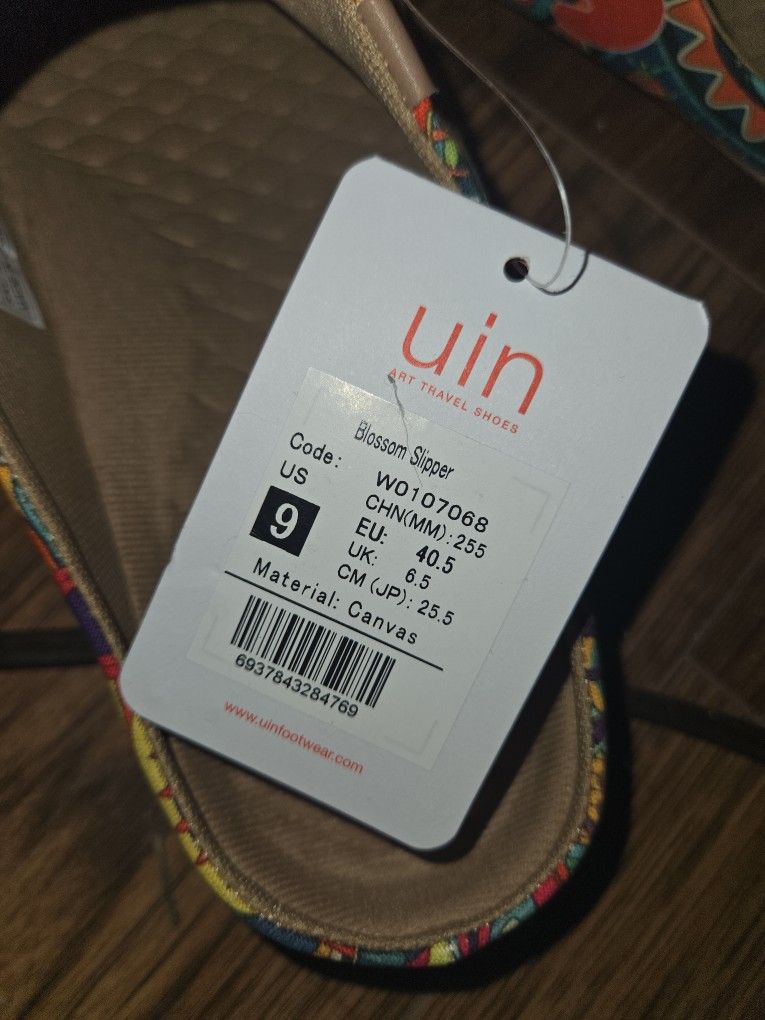 uin
ART TRAVEL SHOES
Blossom Slipper
Code: W0107068
US CHN(MM): 255
9 EU: 40.5
UK: 6.5
CM (JP): 25.5
Material: Canvas
6937843284769
www.uinfootwear.com